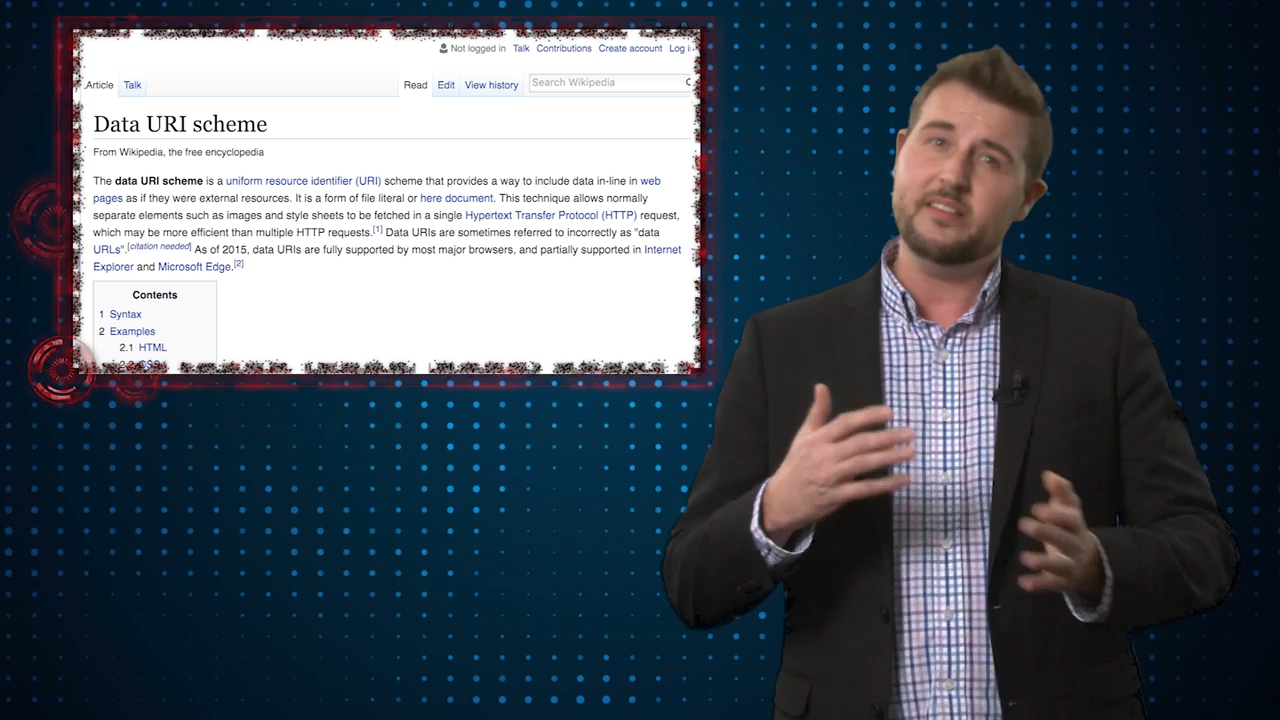 Not logged in Talk Contributions Create account Log i
Article Talk Read Edit View history Search Wikipedia
Data URI scheme
From Wikipedia, the free encyclopedia
The data URI scheme is a uniform resource identifier (URI) scheme that provides a way to include data in-line in web
pages as if they were external resources. It is a form of file literal or here document. This technique allows normally
separate elements such as images and style sheets to be fetched in a single Hypertext Transfer Protocol (HTTP) request,
which may be more efficient than multiple HTTP requests.[1] Data URIs are sometimes referred to incorrectly as "data
URLs".[citation needed] As of 2015, data URIs are fully supported by most major browsers, and partially supported in Internet
Explorer and Microsoft Edge.[2]
Contents
1 Syntax
2 Examples
2.1 HTML
2.2 CSS